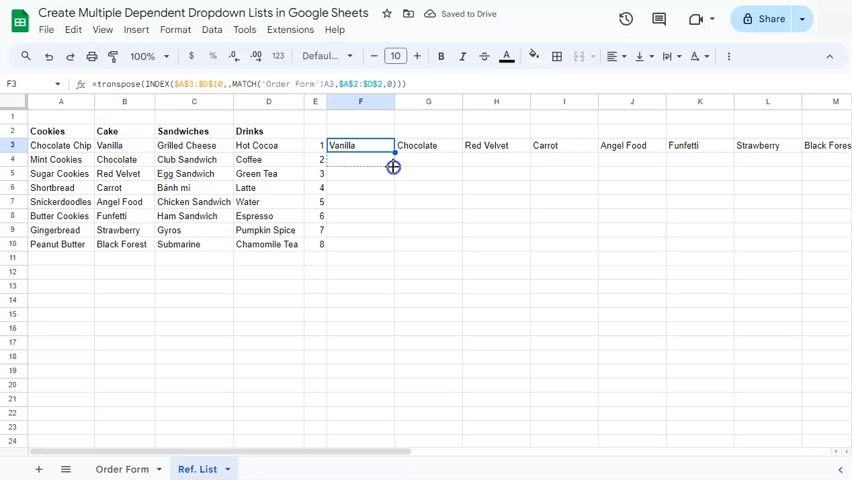 Create Multiple Dependent Dropdown Lists in Google Sheets Saved to Drive
File Edit View Insert Format Data Tools Extensions Help
Share
100% $ % .0 .00 123 Defaul... − 10 + B I A
F3 fx =transpose(INDEX($A$3:$D$10,,MATCH('Order Form'!A3,$A$2:$D$2,0)))
A B C D E F G H I J K L M
1
2 Cookies Cake Sandwiches Drinks
3 Chocolate Chip Vanilla Grilled Cheese Hot Cocoa 1 Vanilla Chocolate Red Velvet Carrot Angel Food Funfetti Strawberry Black Fores
4 Mint Cookies Chocolate Club Sandwich Coffee 2
5 Sugar Cookies Red Velvet Egg Sandwich Green Tea 3
6 Shortbread Carrot Bánh mì Latte 4
7 Snickerdoodles Angel Food Chicken Sandwich Water 5
8 Butter Cookies Funfetti Ham Sandwich Espresso 6
9 Gingerbread Strawberry Gyros Pumpkin Spice 7
10 Peanut Butter Black Forest Submarine Chamomile Tea 8
11
12
13
14
15
16
17
18
19
20
21
22
23
24
+ Order Form Ref. List